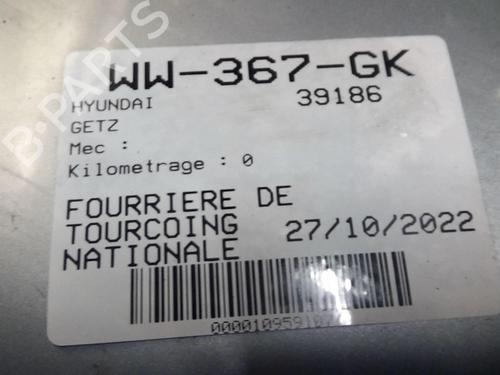 WW-367-GK
HYUNDAI 39186
GETZ
Mec :
Kilometrage : 0
FOURRIERE DE
TOURCOING
NATIONALE 27/10/2022
B-PARTS